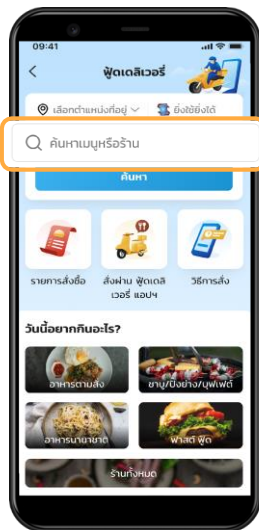 09:41
ฟู้ดเดลิเวอรี่
เลือกตำแหน่งที่อยู่
ยิ่งใช้ยิ่งได้
ค้นหาเมนูหรือร้าน
ค้นหา
รายการสั่งซื้อ
สั่งผ่าน ฟู้ดเดลิ
เวอรี่ แอปฯ
วิธีการสั่ง
วันนี้อยากกินอะไร?
อาหารตามสั่ง
ชาบู/ปิ้งย่าง/บุฟเฟต์
อาหารนานาชาติ
ฟาสต์ ฟู้ด
ร้านทั้งหมด